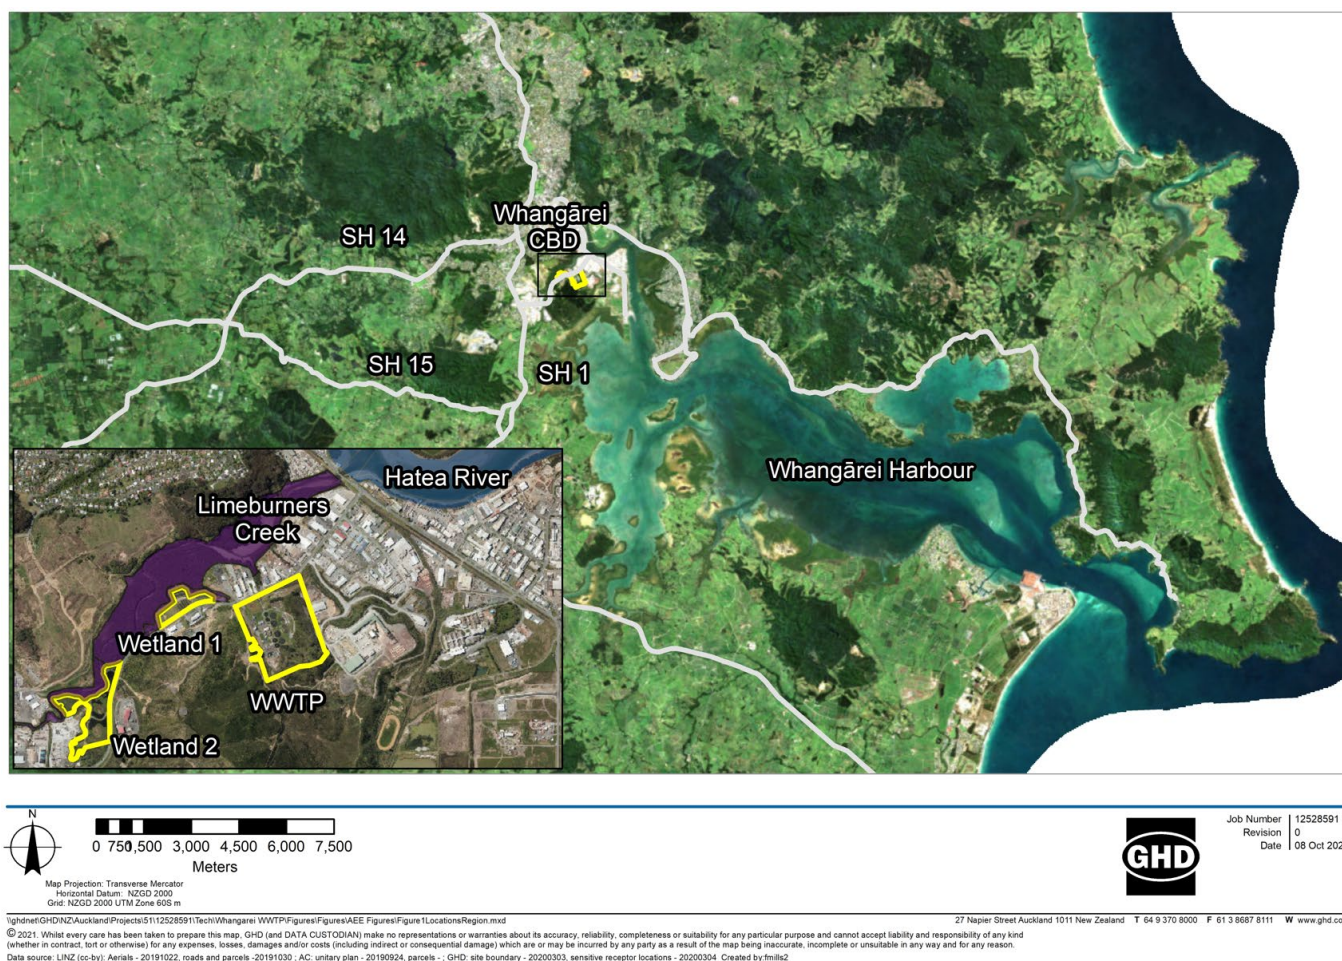 Whangārei
CBD
SH 14
SH 15
SH 1
Whangārei Harbour
Hatea River
Limeburners
Creek
Wetland 1
WWTP
Wetland 2
N
0 750 1,500 3,000 4,500 6,000 7,500
Meters
Map Projection: Transverse Mercator
Horizontal Datum: NZGD 2000
Grid: NZGD 2000 UTM Zone 60S m
GHD
Job Number 12528591
Revision 0
Date 08 Oct 202
\\ghdnet\GHD\NZ\Auckland\Projects\51\12528591\Tech\Whangarei WWTP\Figures\Figures\AEE Figures\Figure1LocationsRegion.mxd
27 Napier Street Auckland 1011 New Zealand T 64 9 370 8000 F 61 3 8687 8111 W www.ghd.co
© 2021. Whilst every care has been taken to prepare this map, GHD (and DATA CUSTODIAN) make no representations or warranties about its accuracy, reliability, completeness or suitability for any particular purpose and cannot accept liability and responsibility of any kind
(whether in contract, tort or otherwise) for any expenses, losses, damages and/or costs (including indirect or consequential damage) which are or may be incurred by any party as a result of the map being inaccurate, incomplete or unsuitable in any way and for any reason.
Data source: LINZ (cc-by): Aerials - 20191022, roads and parcels -20191030 ; AC: unitary plan - 20190924, parcels - ; GHD: site boundary - 20200303, sensitive receptor locations - 20200304 Created by:fmills2